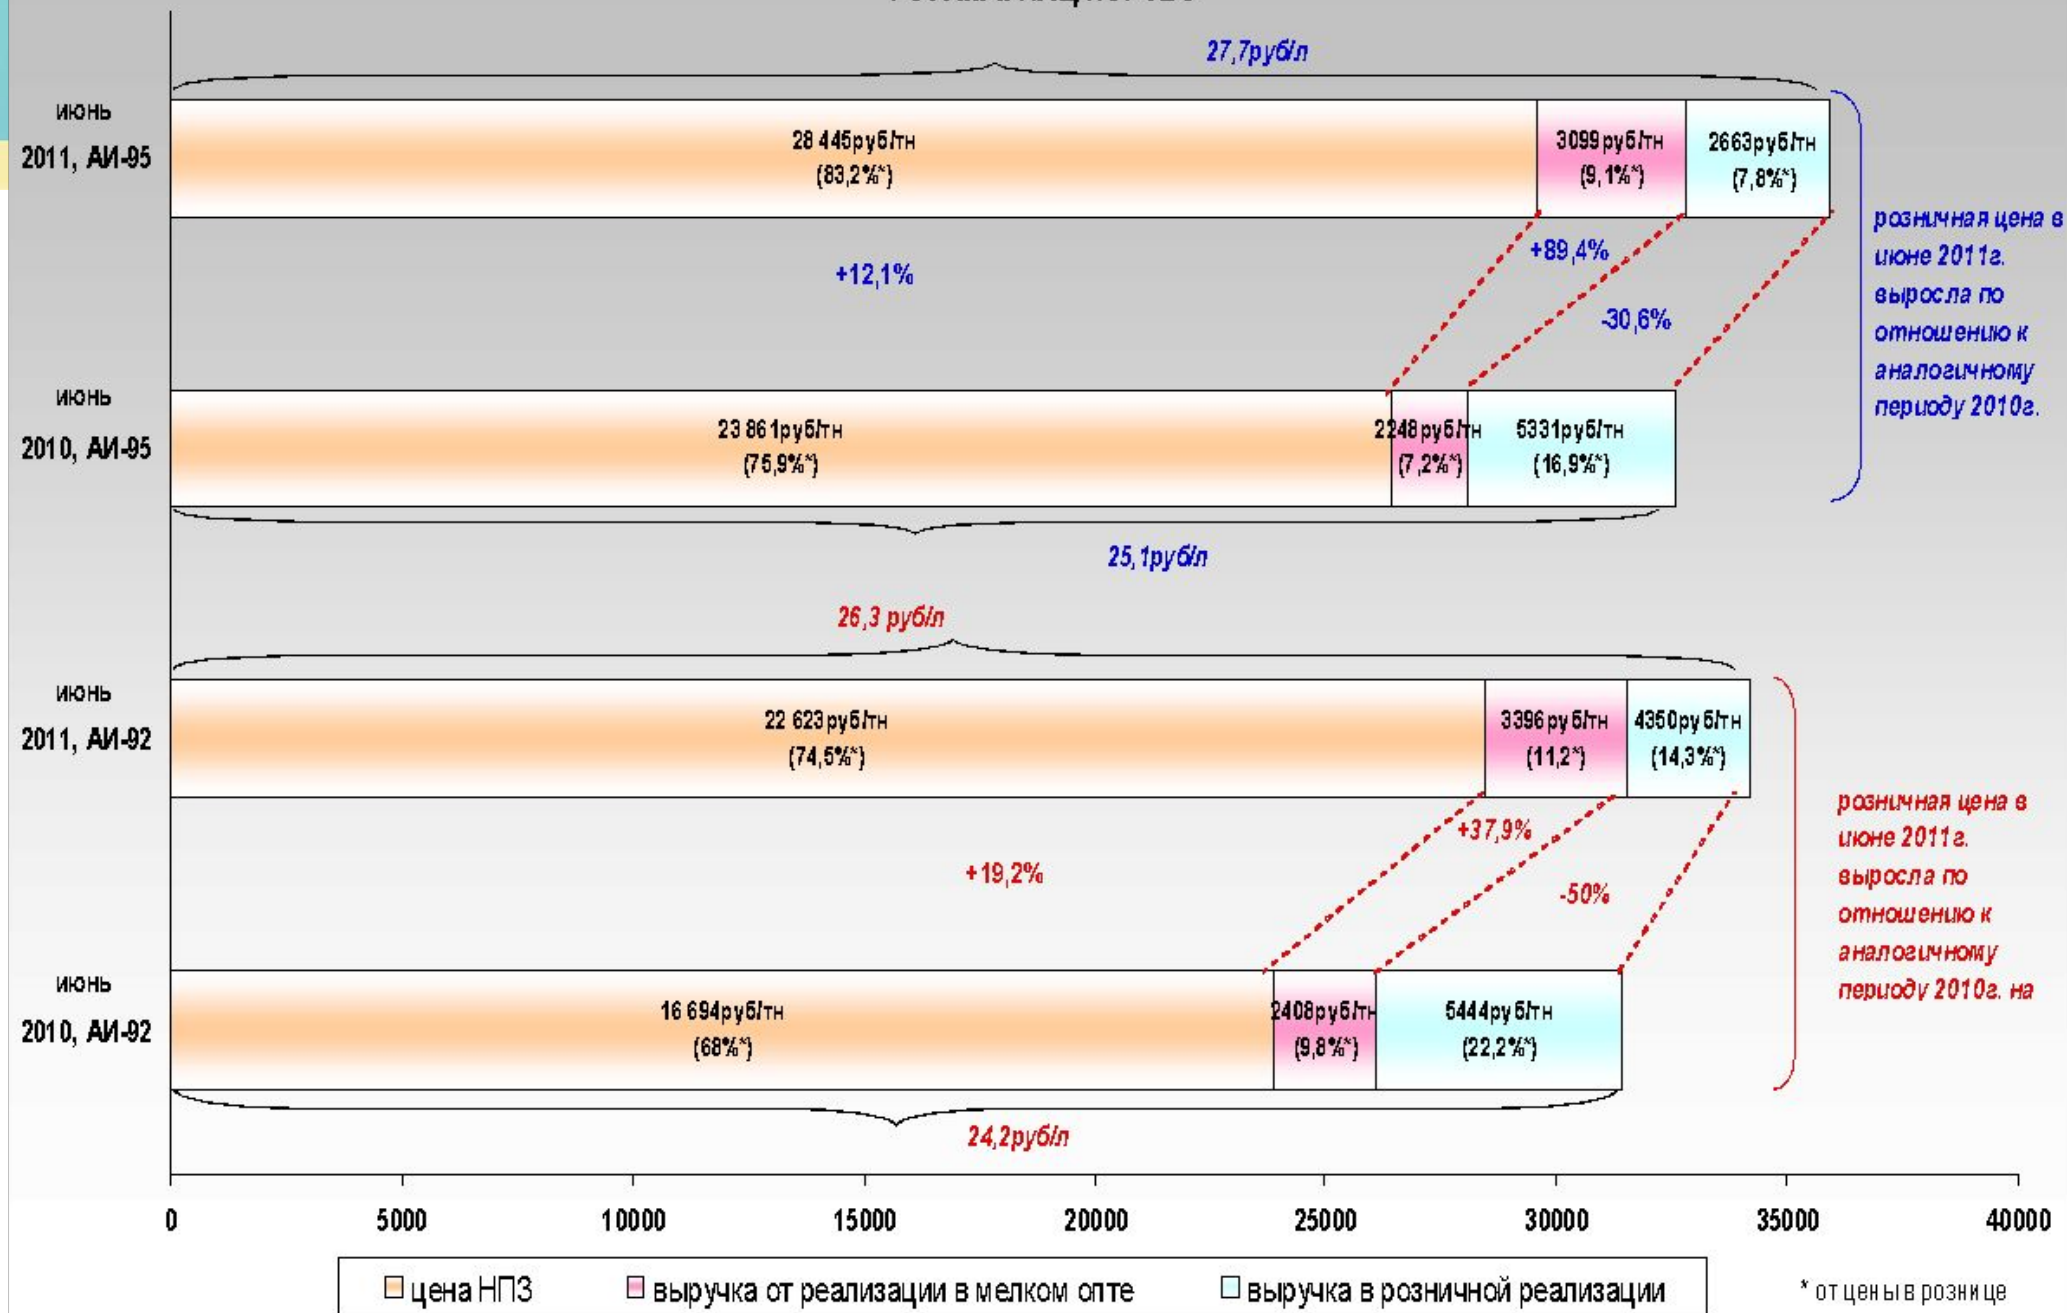 27,7руб/л
июнь
2011, АИ-95
28 445руб/тн
(83,2%*)
3099руб/тн
(9,1%*)
2663руб/тн
(7,8%*)
+12,1%
+89,4%
-30,6%
розничная цена в
июне 2011г.
выросла по
отношению к
аналогичному
периоду 2010г.
июнь
2010, АИ-95
23 861руб/тн
(75,9%*)
2248руб/тн
(7,2%*)
5331руб/тн
(16,9%*)
25,1руб/л
26,3 руб/л
июнь
2011, АИ-92
22 623руб/тн
(74,5%*)
3396руб/тн
(11,2*)
4350руб/тн
(14,3%*)
+19,2%
+37,9%
-50%
розничная цена в
июне 2011г.
выросла по
отношению к
аналогичному
периоду 2010г. на
июнь
2010, АИ-92
16 694руб/тн
(68%*)
2408руб/тн
(9,8%*)
5444руб/тн
(22,2%*)
24,2руб/л
0 5000 10000 15000 20000 25000 30000 35000 40000
цена НПЗ выручка от реализации в мелком опте выручка в розничной реализации
* от цены в рознице